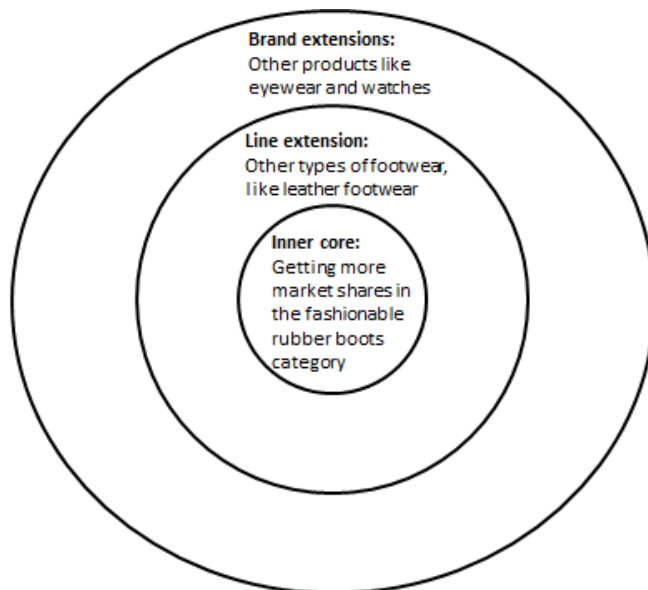 Brand extensions:
Other products like
eyewear and watches
Line extension:
Other types of footwear,
like leather footwear
Inner core:
Getting more
market shares in
the fashionable
rubber boots
category